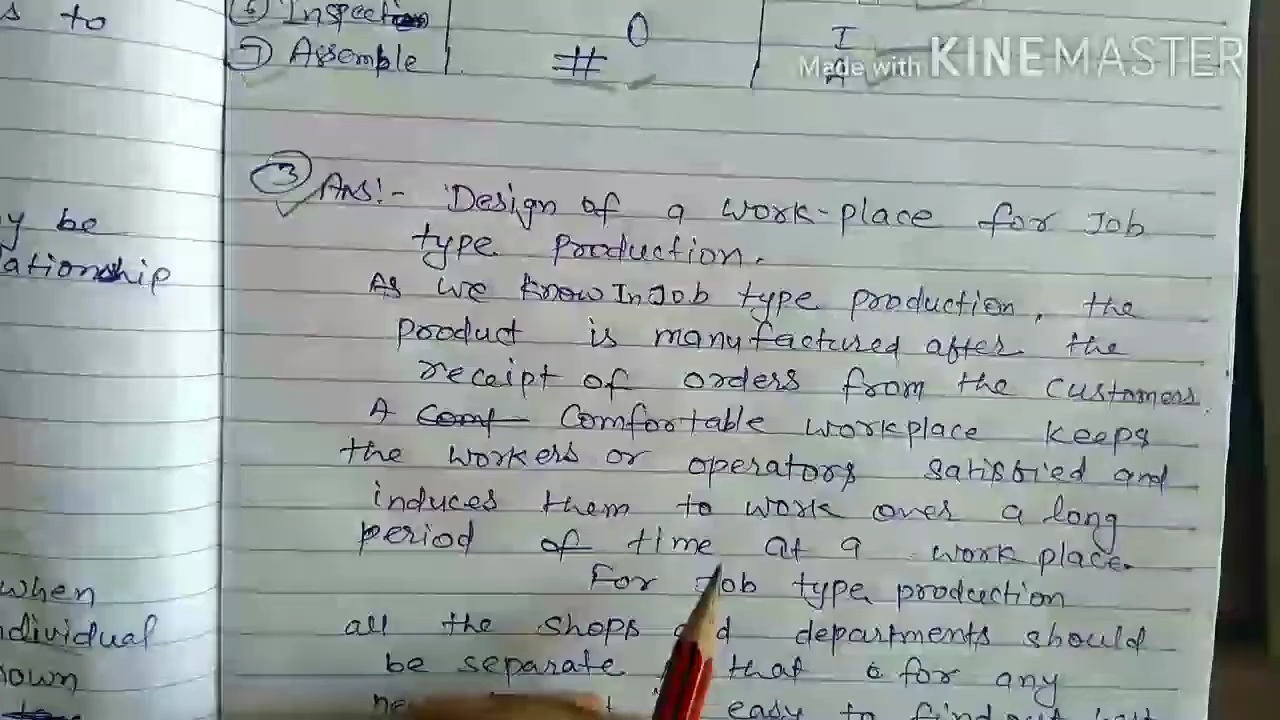 s to
⑥ Inspection
0
I
⑦ Assemble
#
A
Made with KINEMASTER
y be
ationship
when
ndividual
nown
③ Ans:- Design of a work-place for Job
type production.
As we know In Job type production, the
product is manufactured after the
receipt of orders from the customers.
A Comf Comfortable workplace keeps
the workers or operators satisfied and
induces them to work over a long
period of time at a work place.
For Job type production
all the shops departments should
be separate that for any
easy to find out